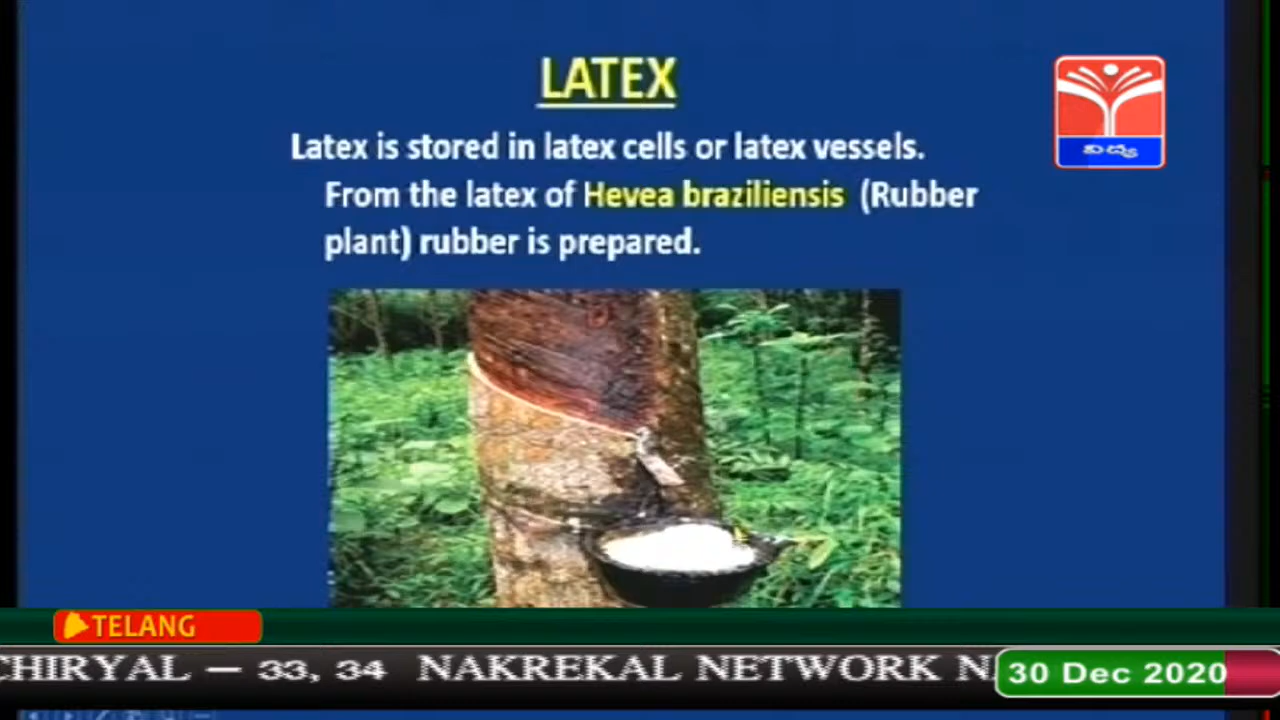 LATEX
Latex is stored in latex cells or latex vessels.
From the latex of Hevea braziliensis (Rubber
plant) rubber is prepared.
విద్య
TELANG
CHIRYAL – 33, 34 NAKREKAL NETWORK N
30 Dec 2020